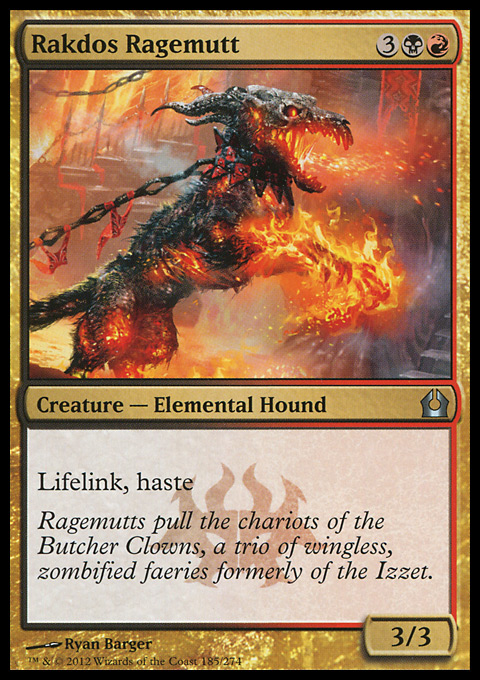 Rakdos Ragemutt 3
Creature — Elemental Hound
Lifelink, haste
Ragemutts pull the chariots of the
Butcher Clowns, a trio of wingless,
zombified faeries formerly of the Izzet.
Ryan Barger
3/3
™ & © 2012 Wizards of the Coast 185/274